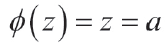 ϕ(z) = z = a